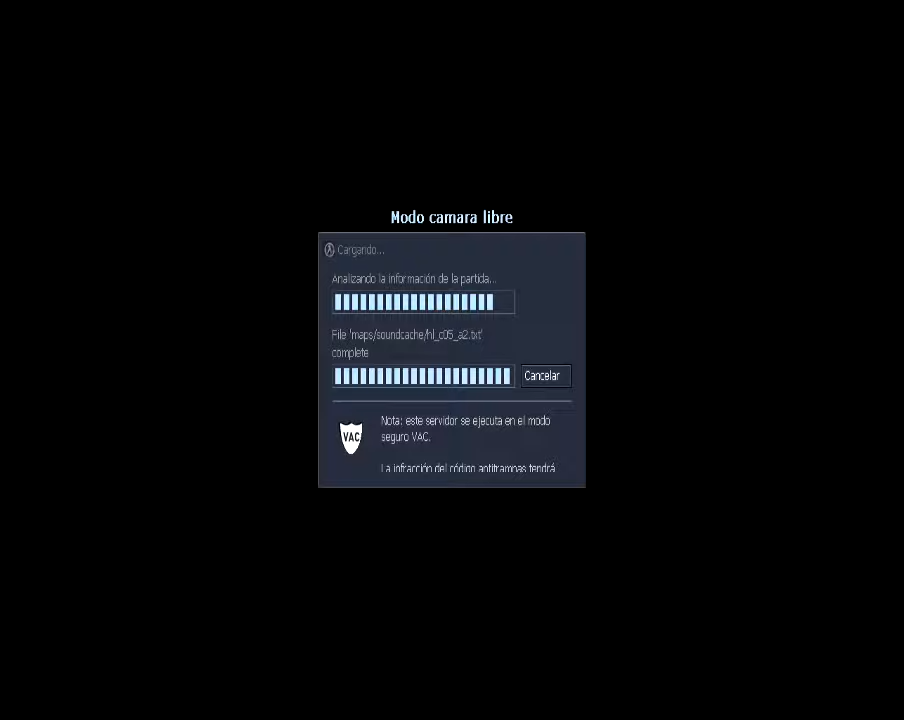 Modo camara libre
Cargando...
Analizando la información de la partida...
File 'maps/soundcache/hl_c05_a2.txt'
complete
Cancelar
VAC
Nota: este servidor se ejecuta en el modo
seguro VAC.
La infracción del código antitrampas tendrá